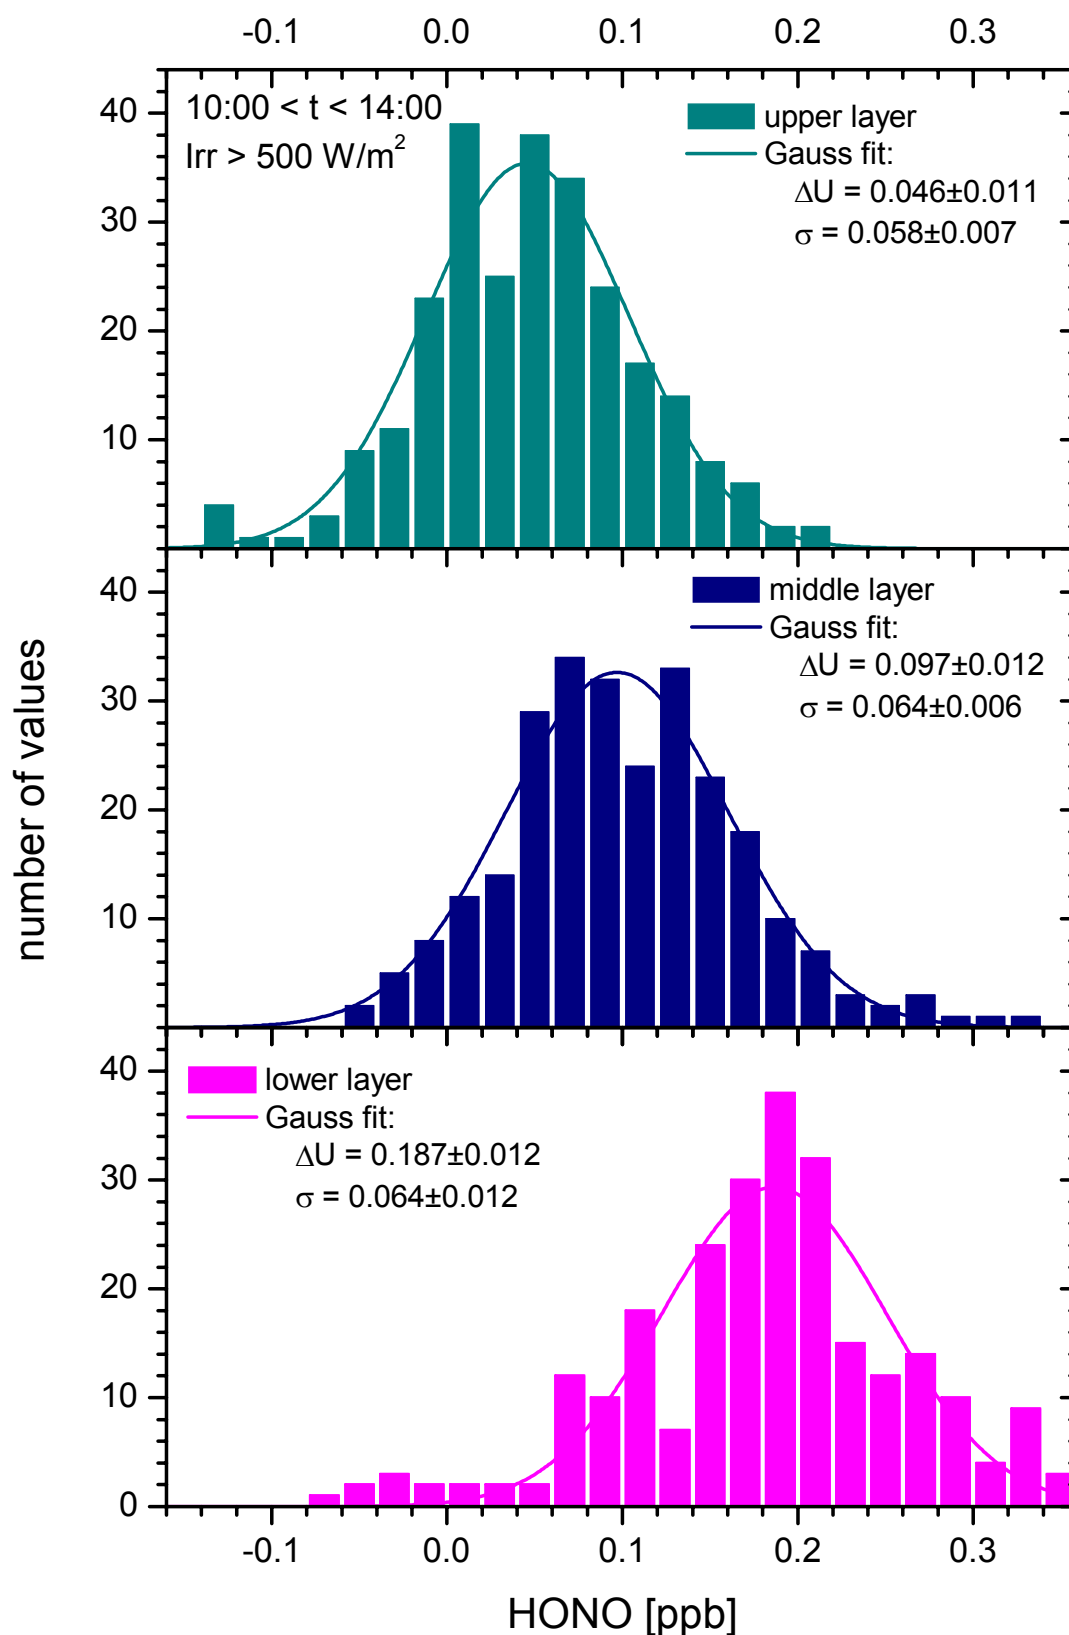 -0.1 0.0 0.1 0.2 0.3
10:00 < t < 14:00
Irr > 500 W/m²
upper layer
Gauss fit:
ΔU = 0.046±0.011
σ = 0.058±0.007
40
30
20
10
middle layer
Gauss fit:
ΔU = 0.097±0.012
σ = 0.064±0.006
40
30
20
10
number of values
lower layer
Gauss fit:
ΔU = 0.187±0.012
σ = 0.064±0.012
40
30
20
10
0
-0.1 0.0 0.1 0.2 0.3
HONO [ppb]